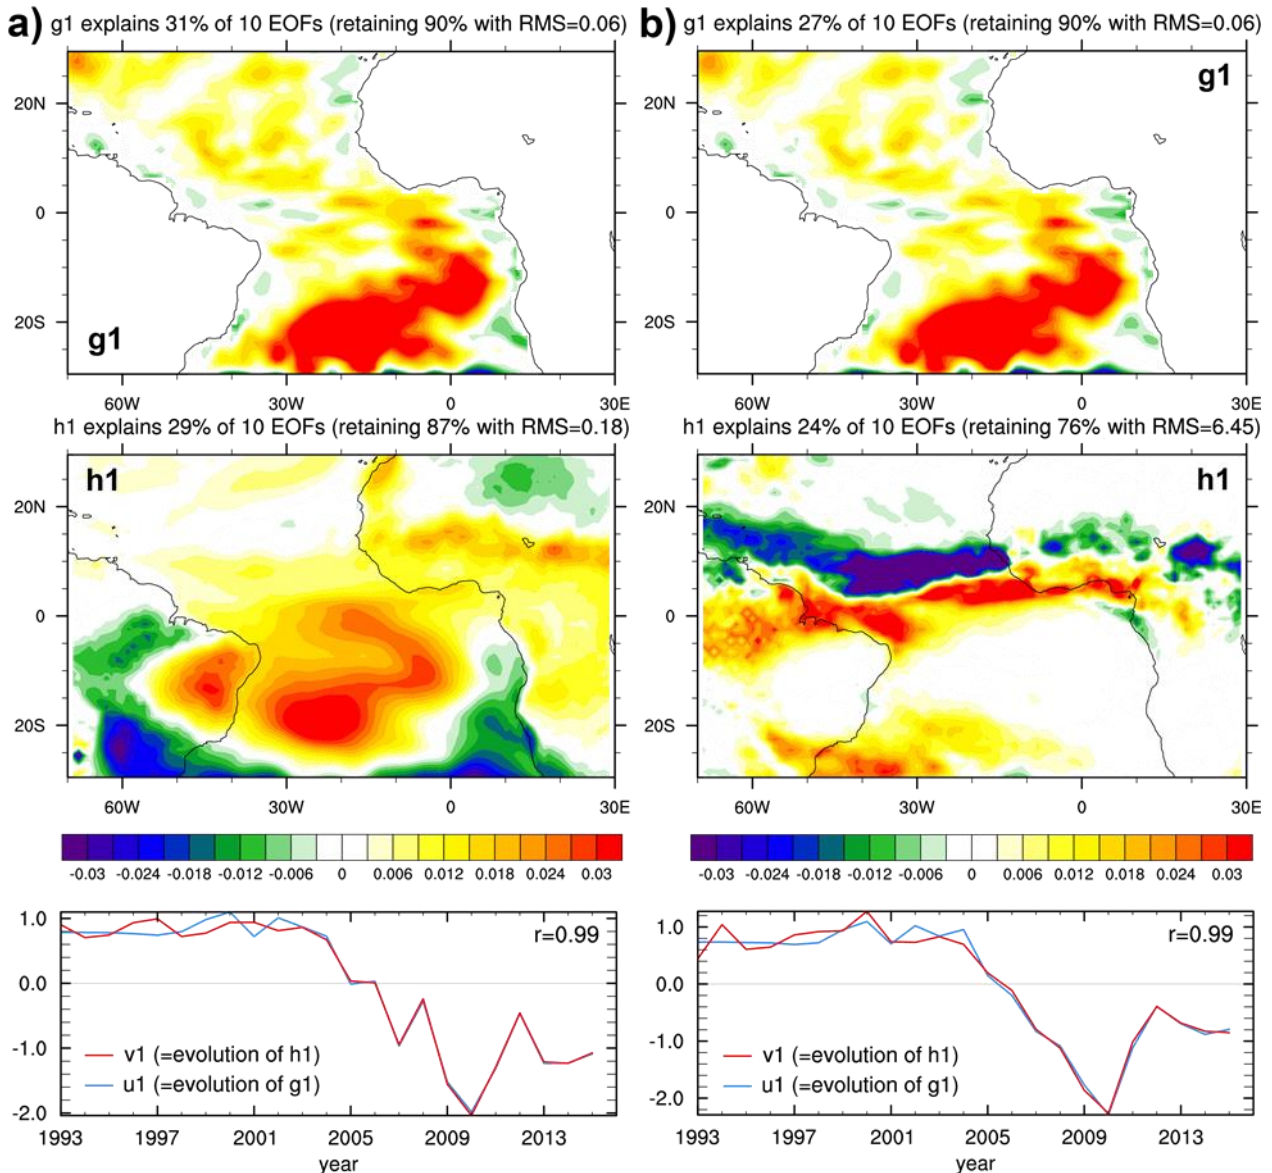 a) g1 explains 31% of 10 EOFs (retaining 90% with RMS=0.06)
20N
0
20S
g1
60W 30W 0 30E
h1 explains 29% of 10 EOFs (retaining 87% with RMS=0.18)
h1
20N
0
20S
60W 30W 0 30E
-0.03 -0.024 -0.018 -0.012 -0.006 0 0.006 0.012 0.018 0.024 0.03
1.0
0.0
-1.0
-2.0
r=0.99
v1 (=evolution of h1)
u1 (=evolution of g1)
1993 1997 2001 2005 2009 2013
year
b) g1 explains 27% of 10 EOFs (retaining 90% with RMS=0.06)
g1
20N
0
20S
60W 30W 0 30E
h1 explains 24% of 10 EOFs (retaining 76% with RMS=6.45)
h1
20N
0
20S
60W 30W 0 30E
-0.03 -0.024 -0.018 -0.012 -0.006 0 0.006 0.012 0.018 0.024 0.03
1.0
0.0
-1.0
-2.0
r=0.99
v1 (=evolution of h1)
u1 (=evolution of g1)
1993 1997 2001 2005 2009 2013
year